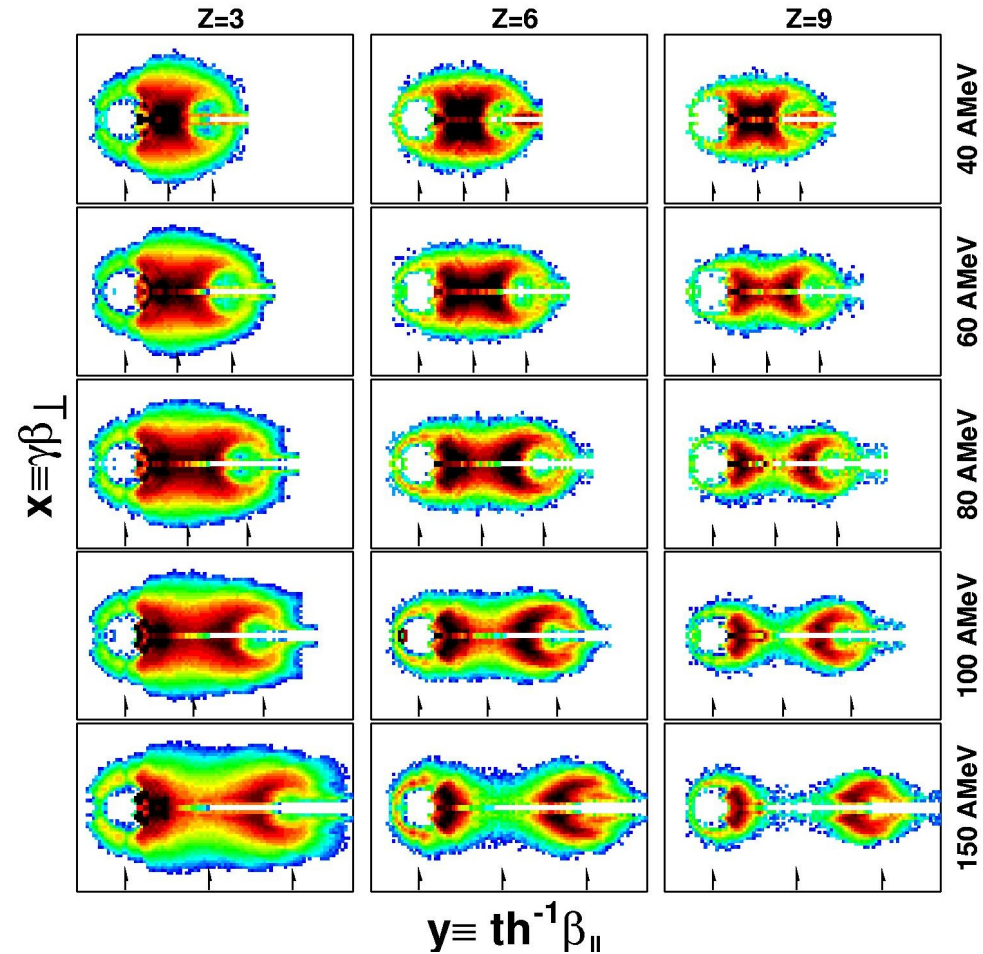 Z=3 Z=6 Z=9
40 AMeV
60 AMeV
80 AMeV
100 AMeV
150 AMeV
x≡γβ⊥
y≡ th⁻¹β||